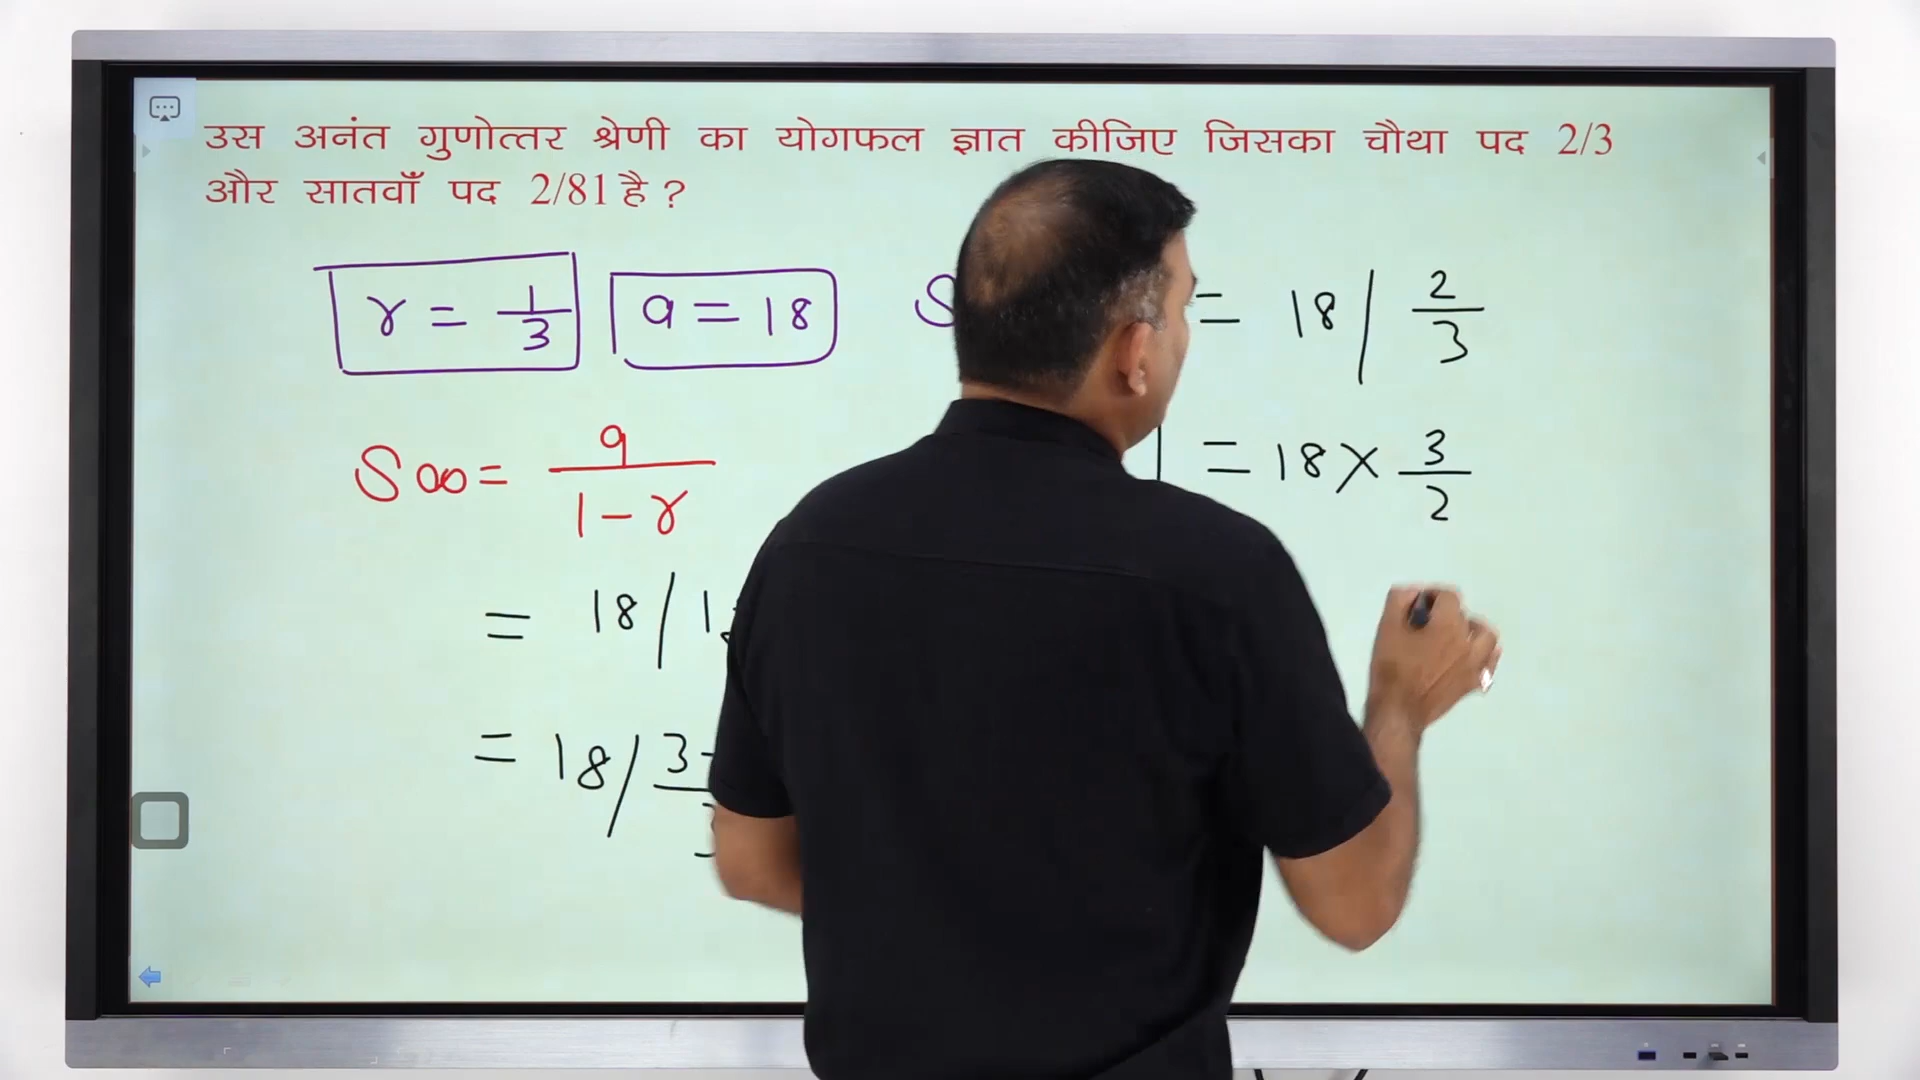 उस अनंत गुणोत्तर श्रेणी का योगफल ज्ञात कीजिए जिसका चौथा पद 2/3
और सातवाँ पद 2/81 है ?
r = 1/3
a = 18
S∞ = a / 1 - r
= 18 / 1
= 18 / 3 -
S = 18 / 2/3
= 18 × 3/2